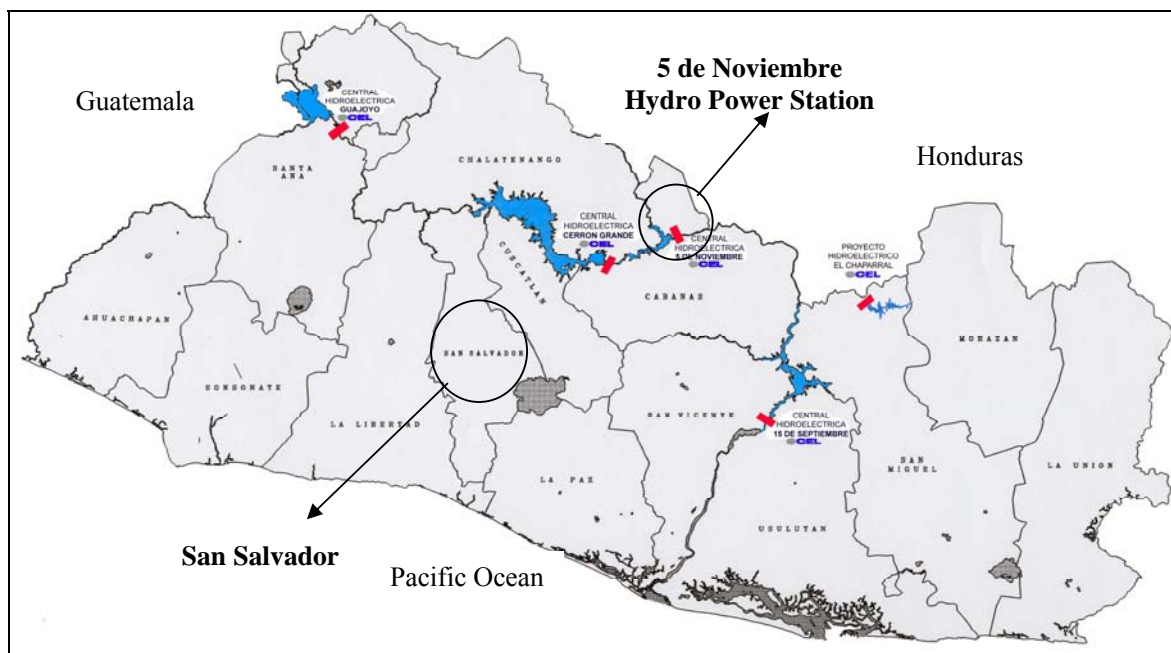 5 de Noviembre
Hydro Power Station
Guatemala
Honduras
CENTRAL
HIDROELECTRICA
GUAJOYO
CEL
CHALATENANGO
SANTA
ANA
CENTRAL
HIDROELECTRICA
CERRON GRANDE
CEL
CENTRAL
HIDROELECTRICA
5 DE NOVIEMBRE
CEL
PROYECTO
HIDROELECTRICO
EL CHAPARRAL
CEL
CUSCATLAN
CABANAS
AHUACHAPAN
SAN SALVADOR
MORAZAN
SONSONATE
SAN VICENTE
CENTRAL
HIDROELECTRICA
15 DE SEPTIEMBRE
CEL
LA LIBERTAD
SAN
MIGUEL
LA UNION
LA PAZ
USULUTAN
San Salvador
Pacific Ocean